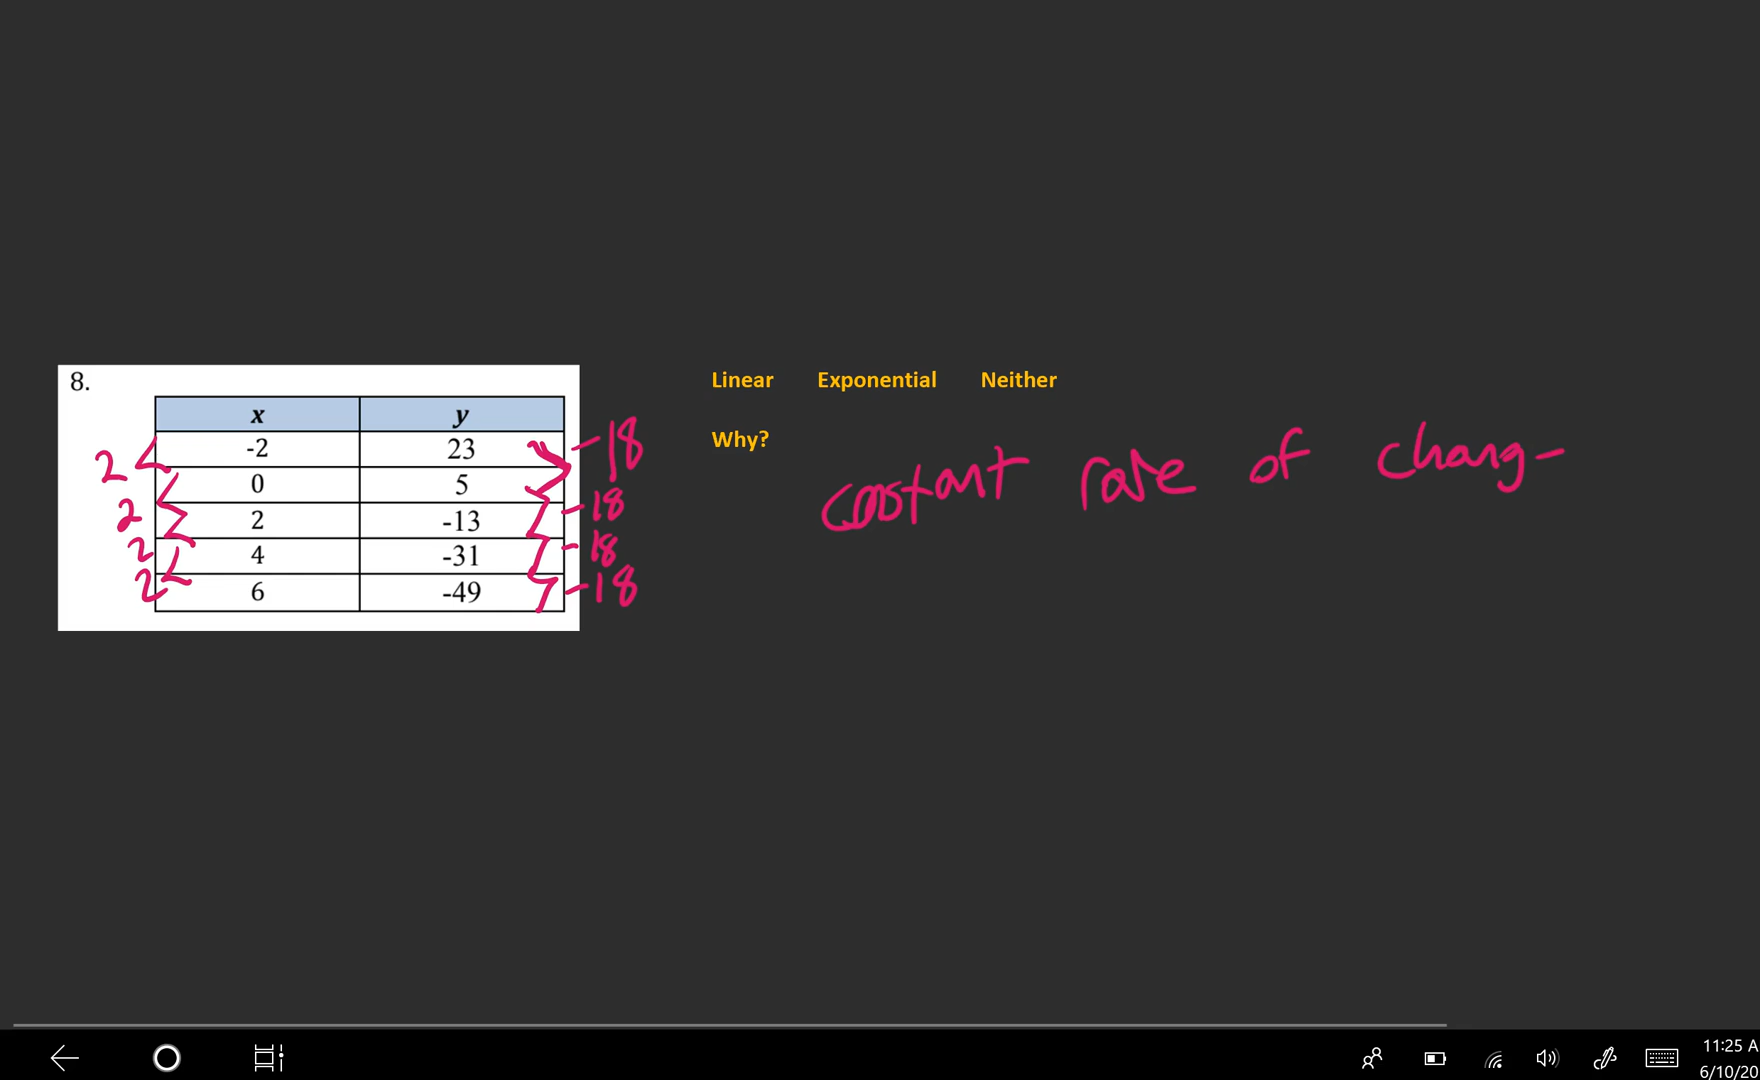 8.
Linear Exponential Neither
x y
Why?
-2 23
2 -18
constant rate of chang
0 5
2 -18
2 -13
2 -18
4 -31
2 -18
6 -49
11:25 A
6/10/20